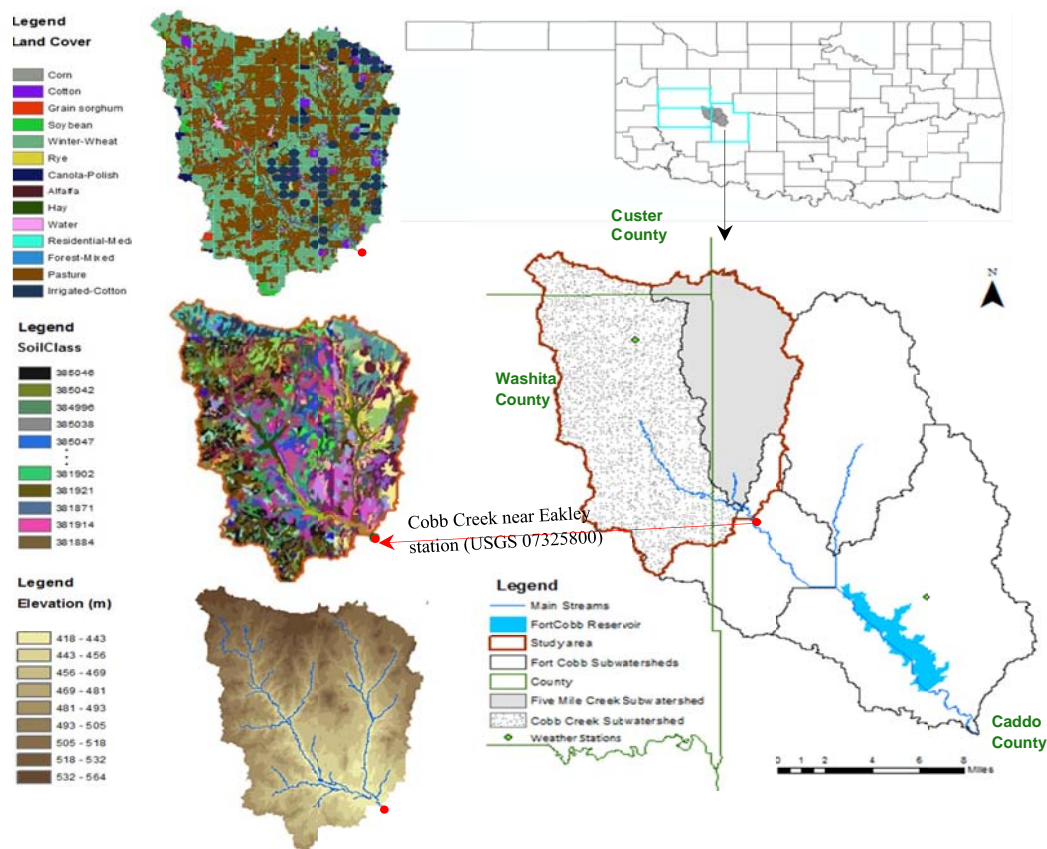 Legend
Land Cover
Corn
Cotton
Grain sorghum
Soybean
Winter-Wheat
Rye
Canola-Polish
Alfalfa
Hay
Water
Residential-Med
Forest-Mixed
Pasture
Irrigated-Cotton
Legend
SoilClass
385046
385042
384996
385038
385047
381902
381921
381871
381914
381884
Legend
Elevation (m)
418 - 443
443 - 456
456 - 469
469 - 481
481 - 493
493 - 505
505 - 518
518 - 532
532 - 564
Custer
County
N
Washita
County
Cobb Creek near Eakley
station (USGS 07325800)
Legend
Main Streams
FortCobb Reservoir
Study area
Fort Cobb Subwatersheds
County
Five Mile Creek Subwatershed
Cobb Creek Subwatershed
Weather Stations
Caddo
County
0 1 2 4 6 8
Miles